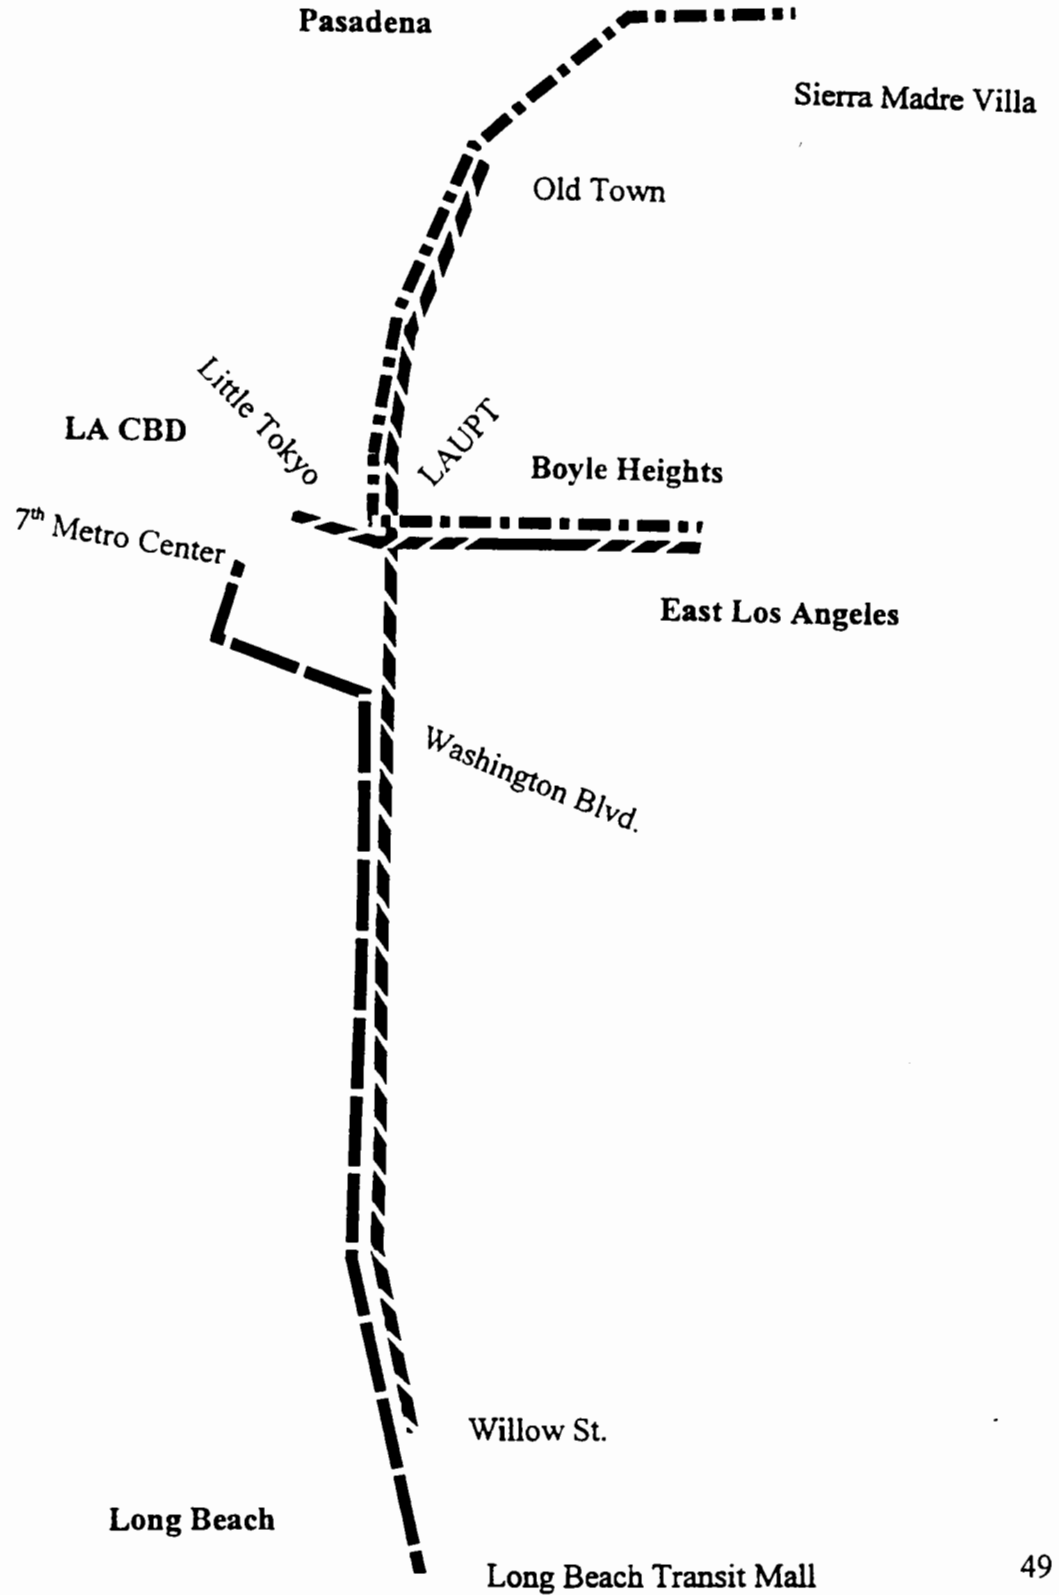 Pasadena
Sierra Madre Villa
Old Town
Little Tokyo
LAUPT
LA CBD
Boyle Heights
7th Metro Center
East Los Angeles
Washington Blvd.
Willow St.
Long Beach
Long Beach Transit Mall
49